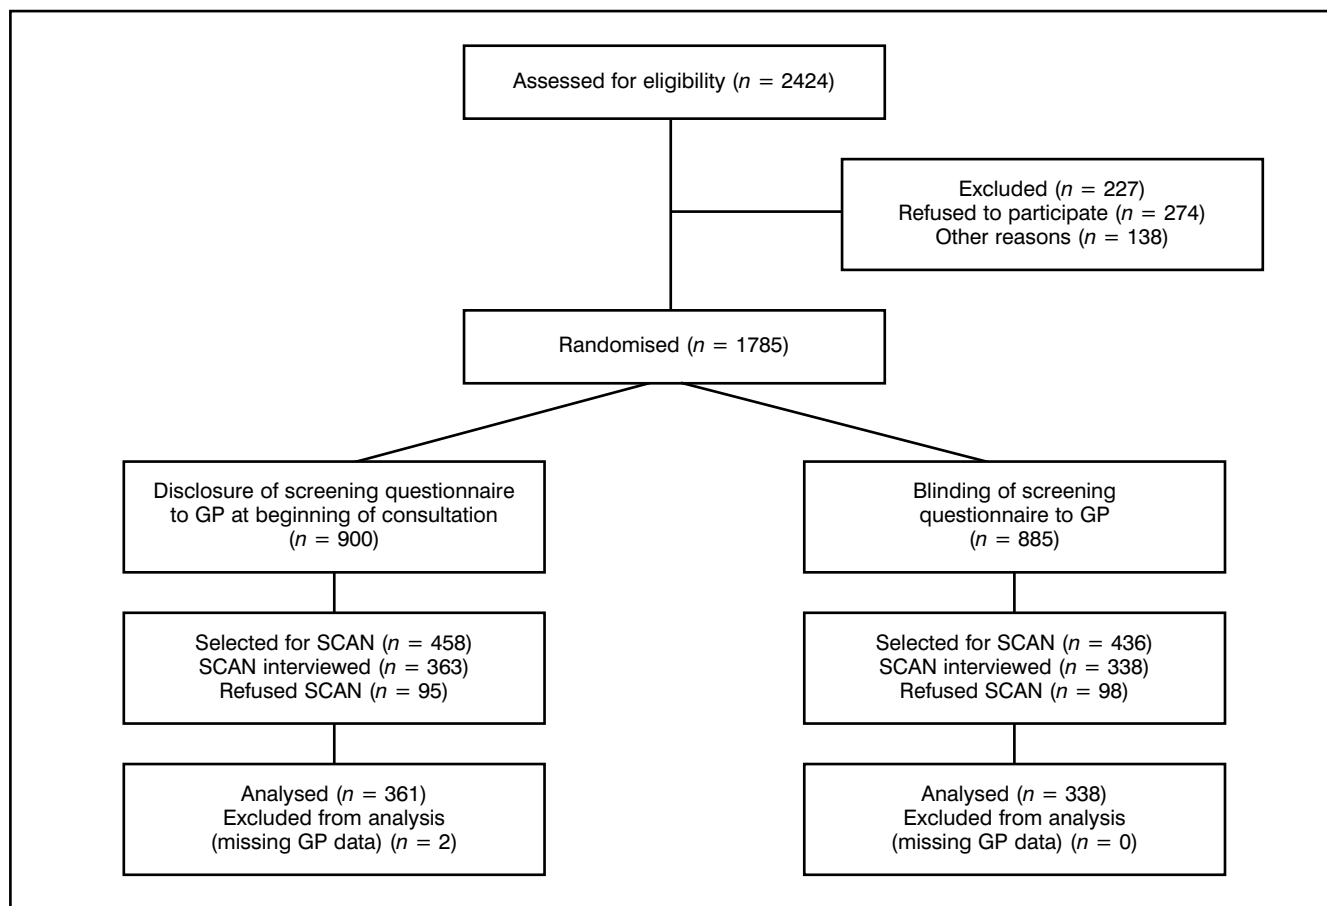 Assessed for eligibility (n = 2424)
Excluded (n = 227)
Refused to participate (n = 274)
Other reasons (n = 138)
Randomised (n = 1785)
Disclosure of screening questionnaire
to GP at beginning of consultation
(n = 900)
Blinding of screening
questionnaire to GP
(n = 885)
Selected for SCAN (n = 458)
SCAN interviewed (n = 363)
Refused SCAN (n = 95)
Selected for SCAN (n = 436)
SCAN interviewed (n = 338)
Refused SCAN (n = 98)
Analysed (n = 361)
Excluded from analysis
(missing GP data) (n = 2)
Analysed (n = 338)
Excluded from analysis
(missing GP data) (n = 0)